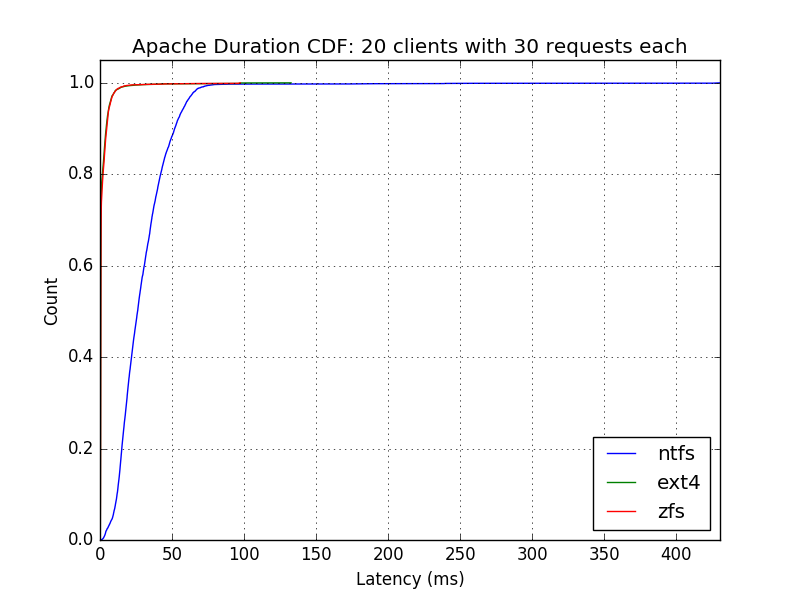 Apache Duration CDF: 20 clients with 30 requests each
1.0
0.8
0.6
0.4
0.2
0.0
Count
0 50 100 150 200 250 300 350 400
Latency (ms)
ntfs
ext4
zfs